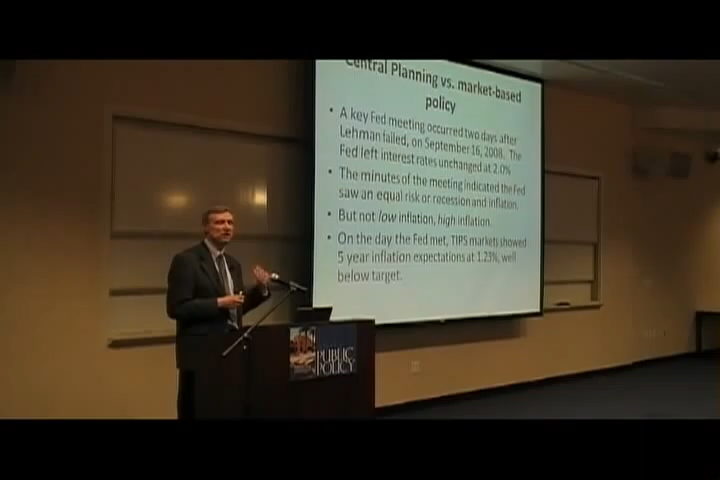 Central Planning vs. market-based
policy
• A key Fed meeting occurred two days after
Lehman failed, on September 16, 2008. The
Fed left interest rates unchanged at 2.0%
• The minutes of the meeting indicated the Fed
saw an equal risk or recession and inflation.
• But not low inflation, high inflation.
• On the day the Fed met, TIPS markets showed
5 year inflation expectations at 1.23%, well
below target.
PUBLIC
POLICY